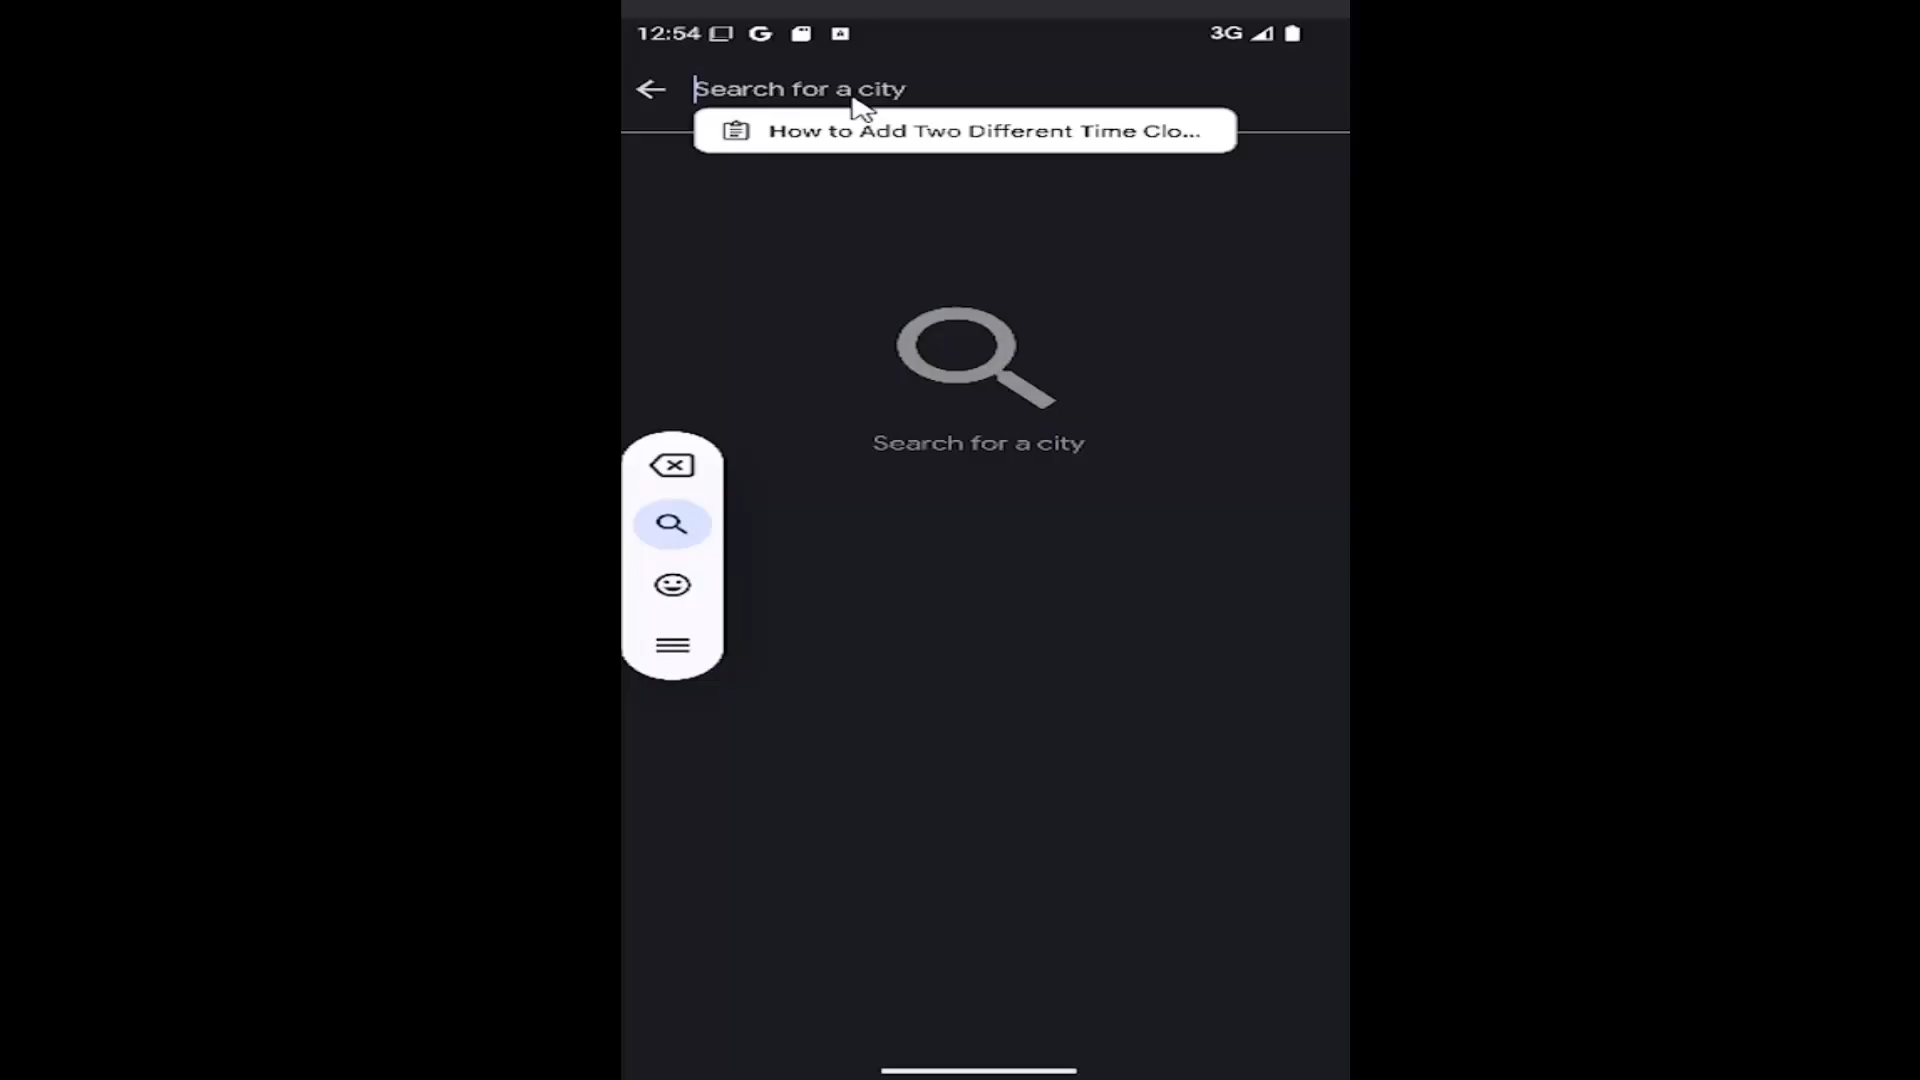 12:54
3G
Search for a city
How to Add Two Different Time Clo...
Search for a city